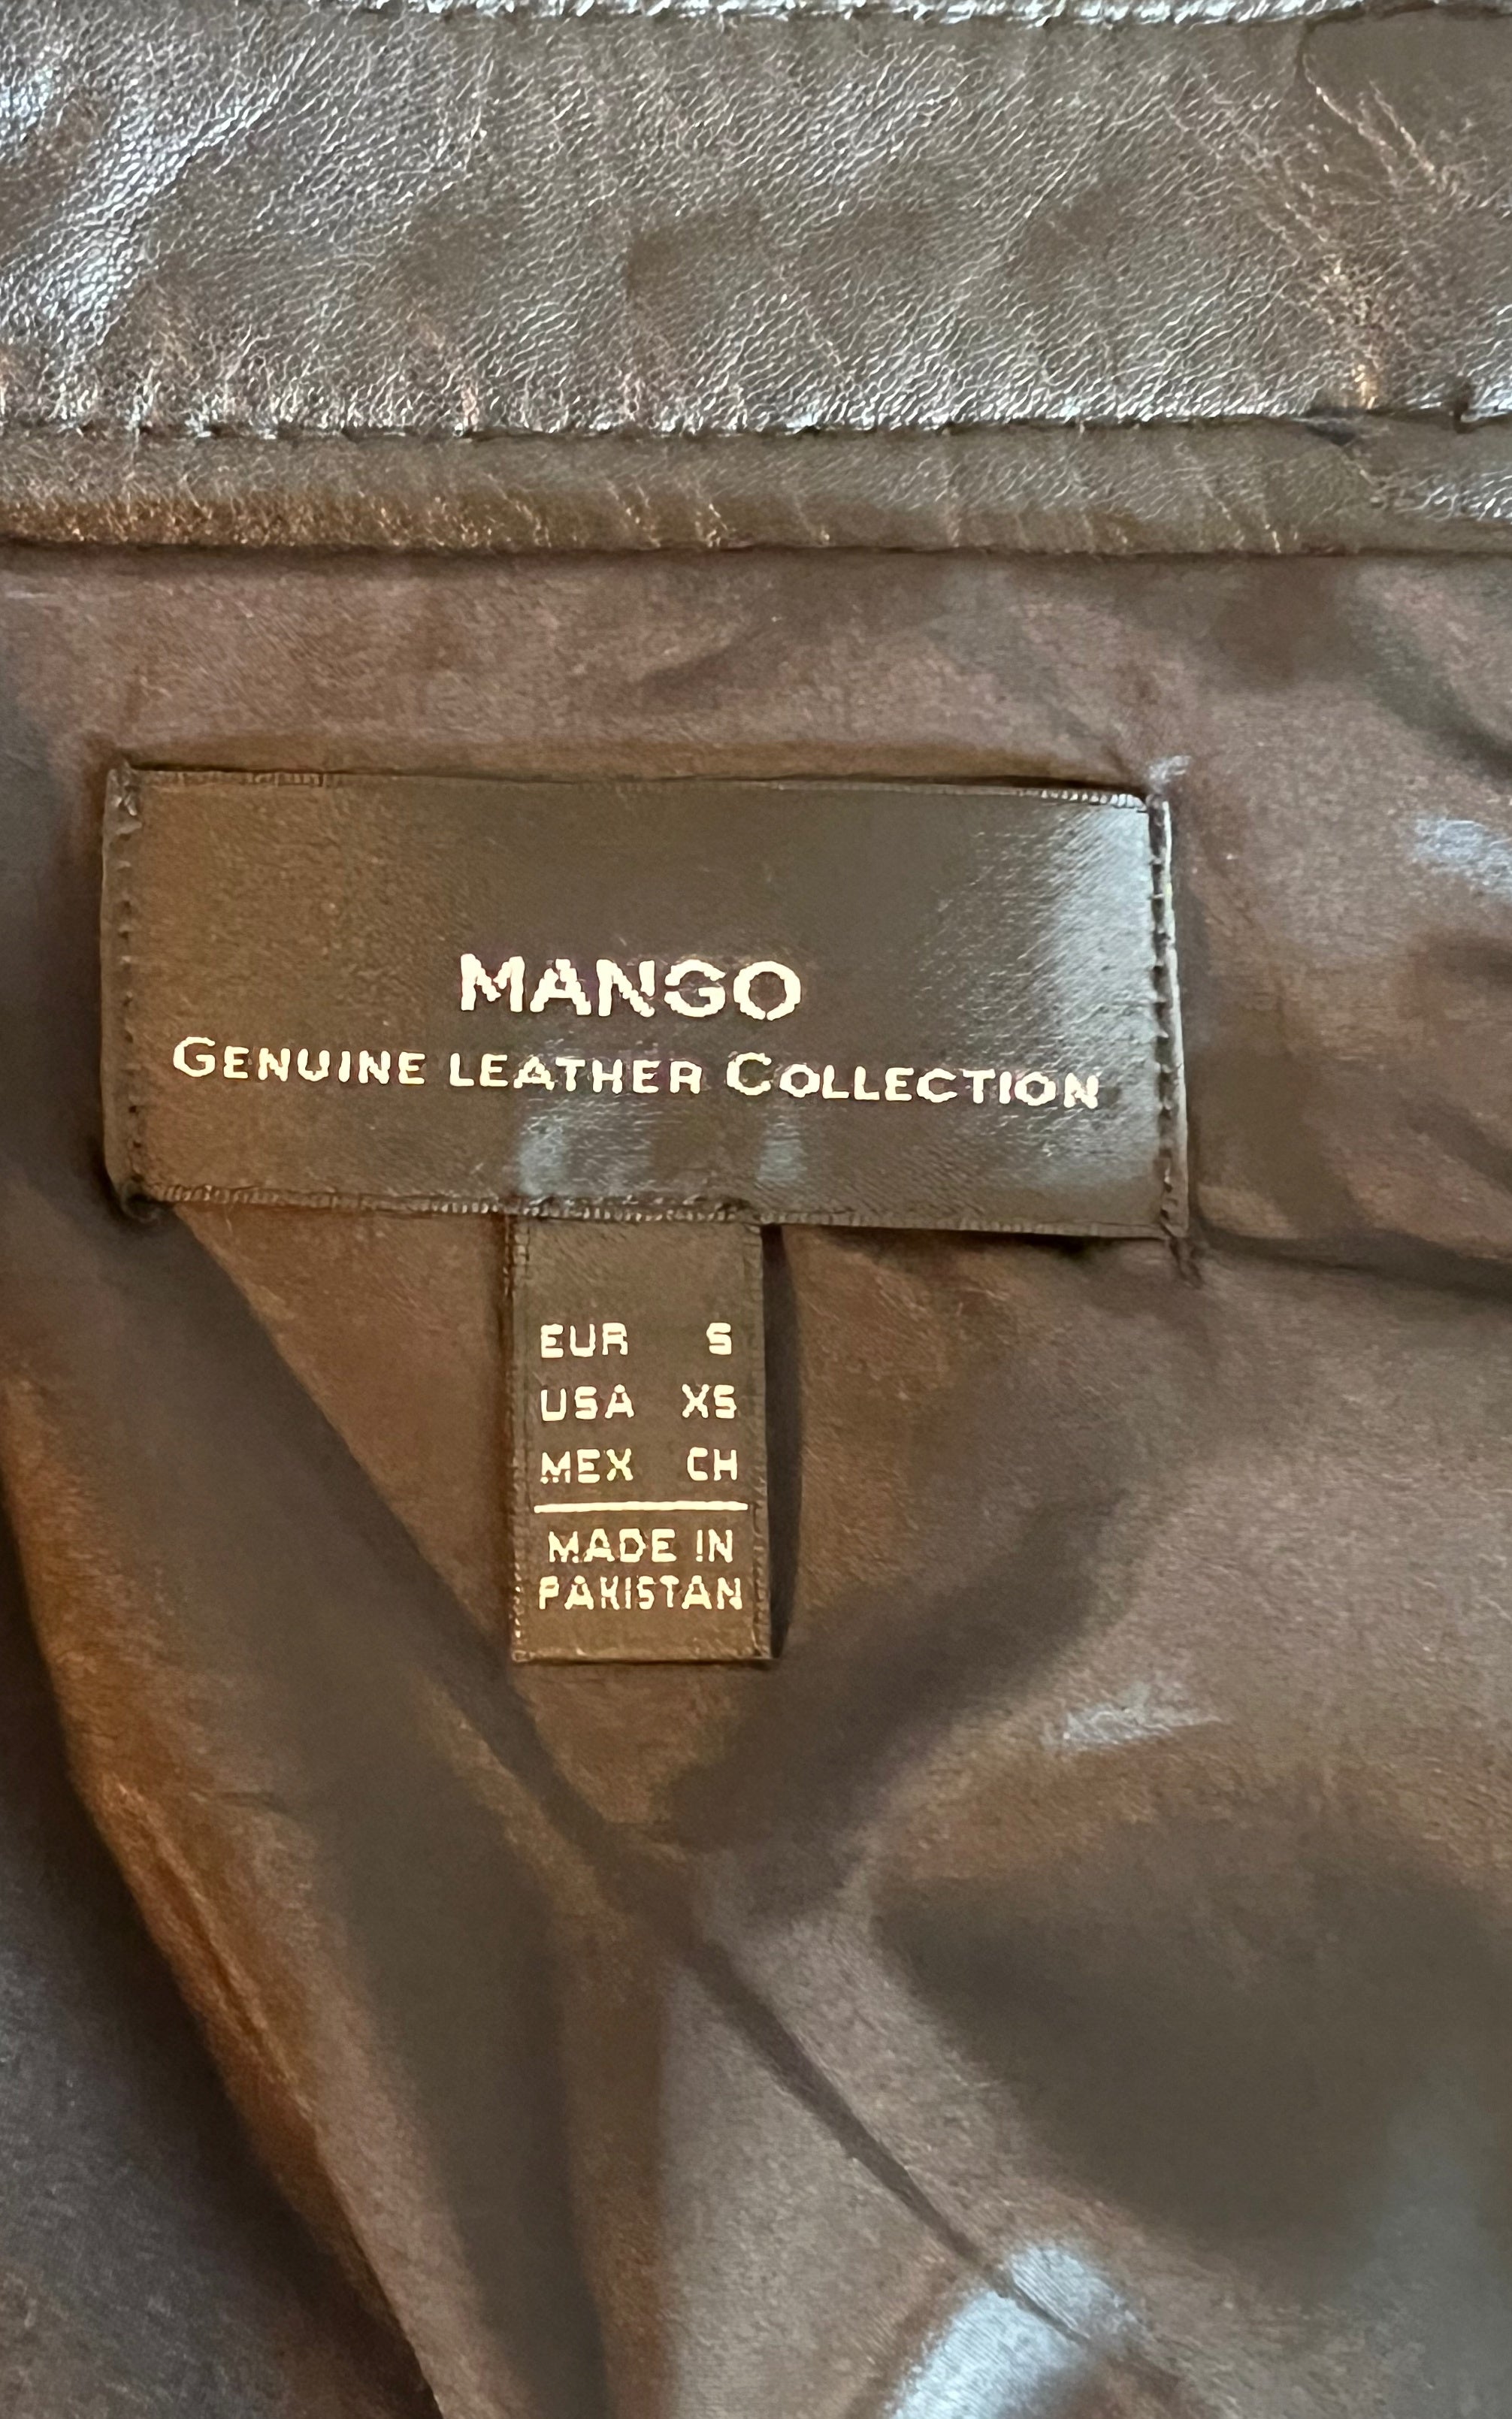 MANGO
GENUINE LEATHER COLLECTION
EUR S
USA XS
MEX CH
MADE IN
PAKISTAN